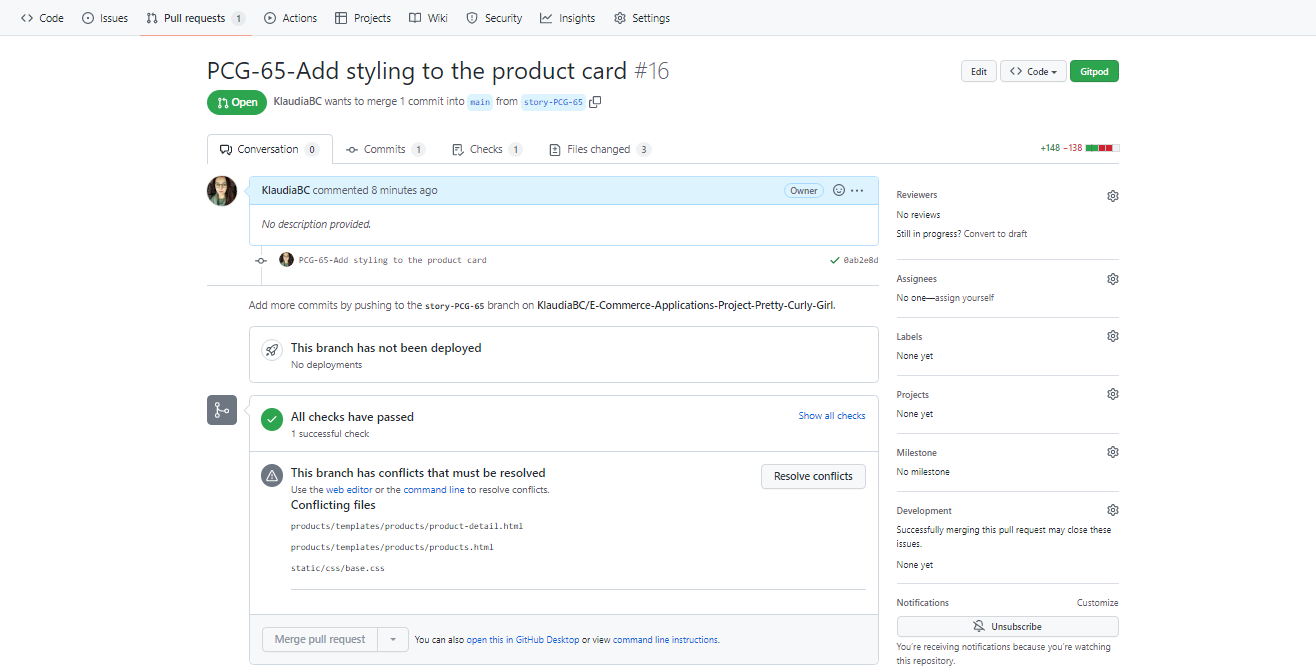 Code Issues Pull requests 1 Actions Projects Wiki Security Insights Settings
PCG-65-Add styling to the product card #16
Edit Code Gitpod
Open KlaudiaBC wants to merge 1 commit into main from story-PCG-65
Conversation 0 Commits 1 Checks 1 Files changed 3
+148 −138
KlaudiaBC commented 8 minutes ago
Owner
No description provided.
PCG-65-Add styling to the product card
0ab2e8d
Add more commits by pushing to the story-PCG-65 branch on KlaudiaBC/E-Commerce-Applications-Project-Pretty-Curly-Girl.
This branch has not been deployed
No deployments
All checks have passed
1 successful check
Show all checks
This branch has conflicts that must be resolved
Use the web editor or the command line to resolve conflicts.
Resolve conflicts
Conflicting files
products/templates/products/product-detail.html
products/templates/products/products.html
static/css/base.css
Merge pull request
You can also open this in GitHub Desktop or view command line instructions.
Reviewers
No reviews
Still in progress? Convert to draft
Assignees
No one—assign yourself
Labels
None yet
Projects
None yet
Milestone
No milestone
Development
Successfully merging this pull request may close these
issues.
None yet
Notifications
Customize
Unsubscribe
You're receiving notifications because you're watching
this repository.